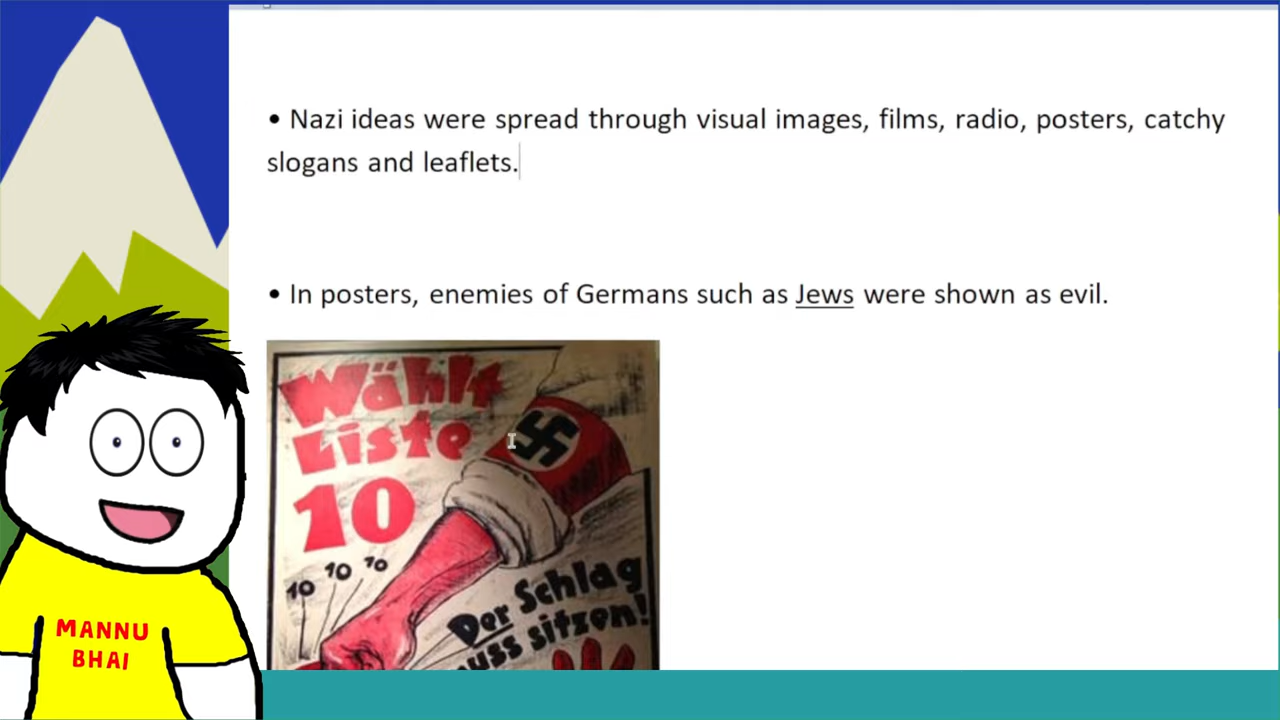 • Nazi ideas were spread through visual images, films, radio, posters, catchy
slogans and leaflets.
• In posters, enemies of Germans such as Jews were shown as evil.
Wählt
Liste
10
10 10 10
Der Schlag
muss sitzen!
MANNU
BHAI